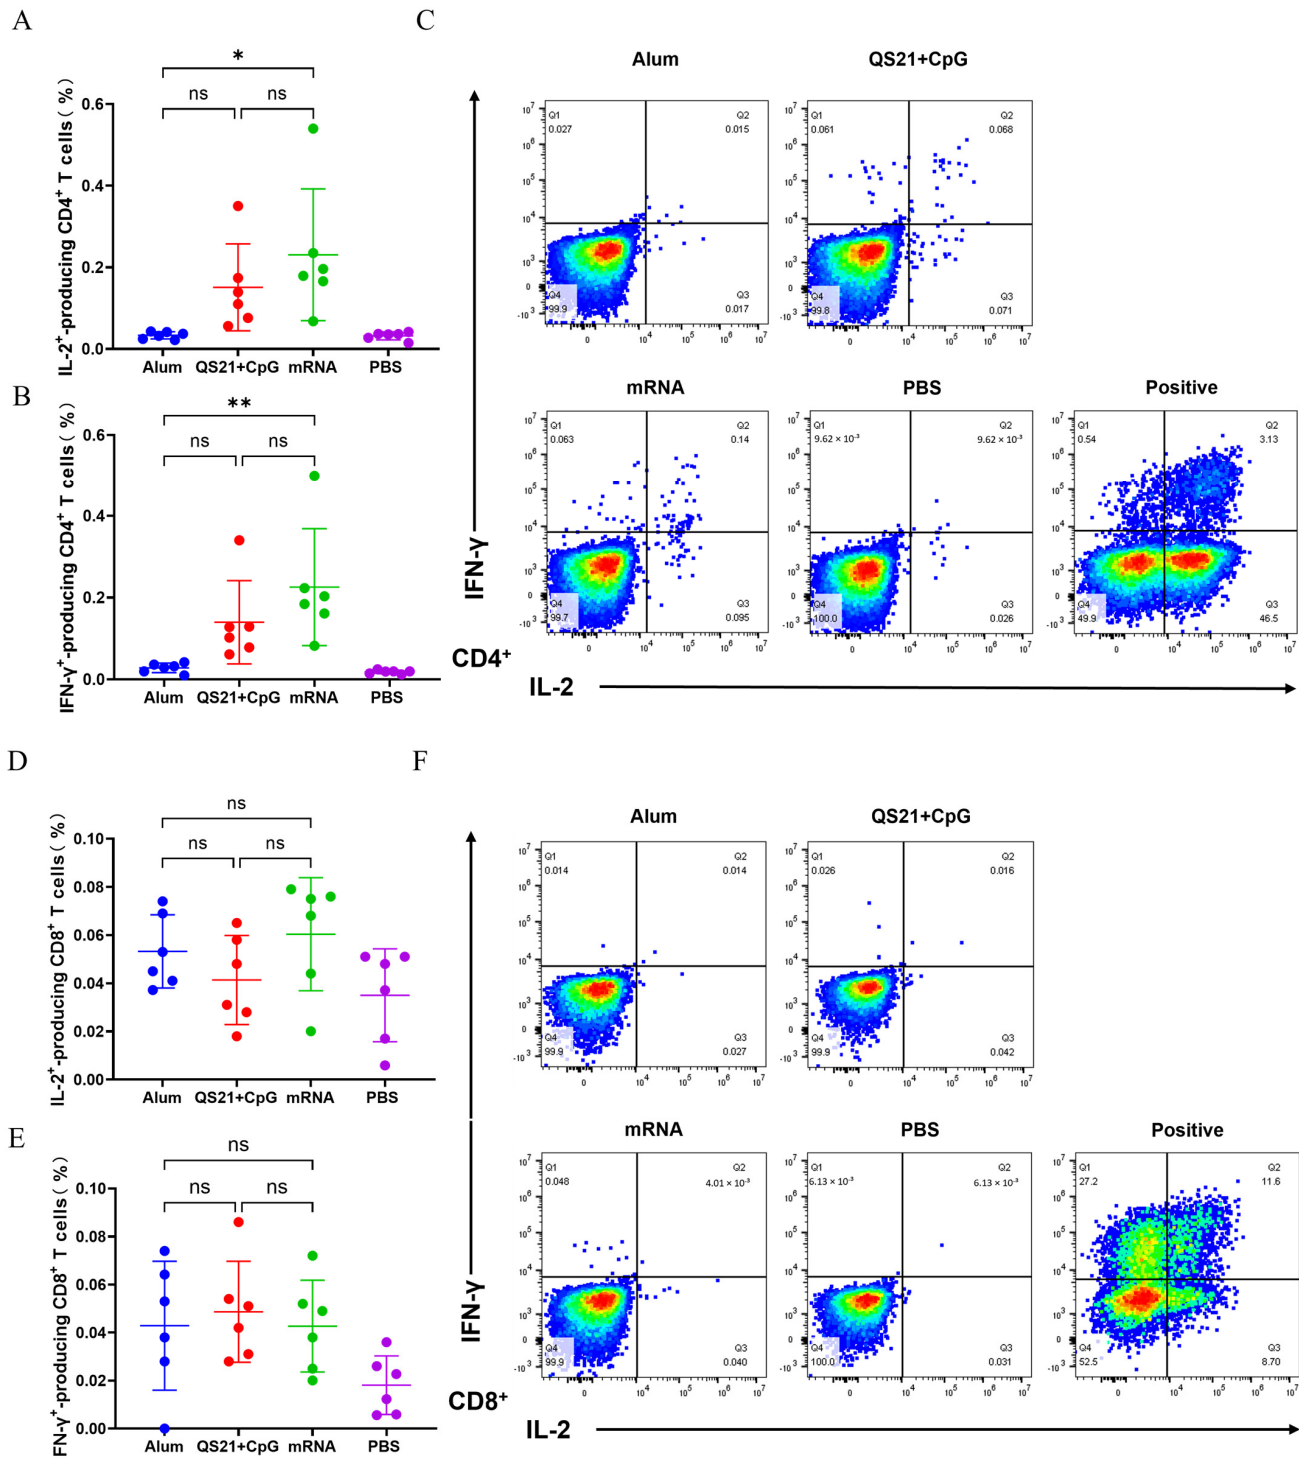 A
IL-2+-producing CD4+ T cells(%)
0.6
0.4
0.2
0.0
*
ns
ns
Alum
QS21+CpG
mRNA
PBS
B
IFN-γ+-producing CD4+ T cells(%)
0.6
0.4
0.2
0.0
**
ns
ns
Alum
QS21+CpG
mRNA
PBS
C
Alum
Q1
0.027
Q2
0.015
Q4
99.9
Q3
0.017
QS21+CpG
Q1
0.061
Q2
0.068
Q4
99.8
Q3
0.071
mRNA
Q1
0.063
Q2
0.14
Q4
99.7
Q3
0.095
PBS
Q1
9.62 × 10-3
Q2
9.62 × 10-3
Q4
100.0
Q3
0.026
Positive
Q1
0.54
Q2
3.13
Q4
49.9
Q3
46.5
IFN-γ
CD4+
IL-2
D
IL-2+-producing CD8+ T cells(%)
0.10
0.08
0.06
0.04
0.02
0.00
ns
ns
ns
Alum
QS21+CpG
mRNA
PBS
E
FN-γ+-producing CD8+ T cells(%)
0.10
0.08
0.06
0.04
0.02
0.00
ns
ns
ns
Alum
QS21+CpG
mRNA
PBS
F
Alum
Q1
0.014
Q2
0.014
Q4
99.9
Q3
0.027
QS21+CpG
Q1
0.026
Q2
0.016
Q4
99.9
Q3
0.042
mRNA
Q1
0.048
Q2
4.01 × 10-3
Q4
99.9
Q3
0.040
PBS
Q1
6.13 × 10-3
Q2
6.13 × 10-3
Q4
100.0
Q3
0.031
Positive
Q1
27.2
Q2
11.6
Q4
52.5
Q3
8.70
IFN-γ
CD8+
IL-2